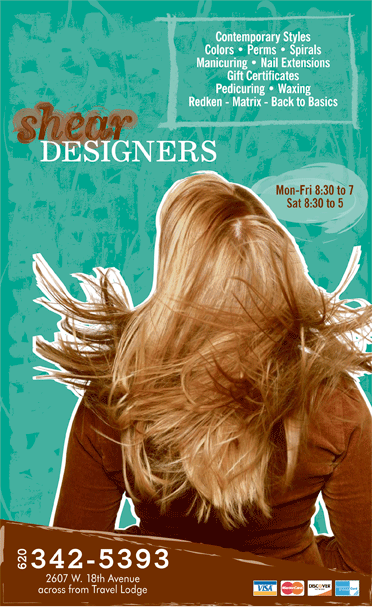 Contemporary Styles
Colors • Perms • Spirals
Manicuring • Nail Extensions
Gift Certificates
Pedicuring • Waxing
Redken - Matrix - Back to Basics
shear
DESIGNERS
Mon-Fri 8:30 to 7
Sat 8:30 to 5
620 342-5393
2607 W. 18th Avenue
across from Travel Lodge
VISA MasterCard DISCOVER